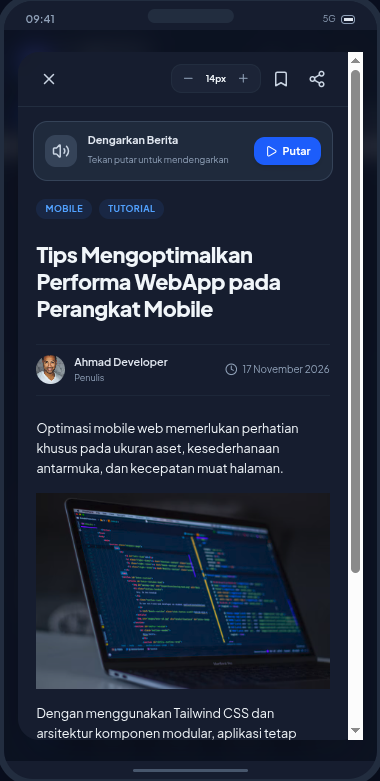 09:41
5G
14px
Dengarkan Berita
Tekan putar untuk mendengarkan
Putar
MOBILE
TUTORIAL
Tips Mengoptimalkan
Performa WebApp pada
Perangkat Mobile
Ahmad Developer
Penulis
17 November 2026
Optimasi mobile web memerlukan perhatian
khusus pada ukuran aset, kesederhanaan
antarmuka, dan kecepatan muat halaman.
Dengan menggunakan Tailwind CSS dan
arsitektur komponen modular, aplikasi tetap